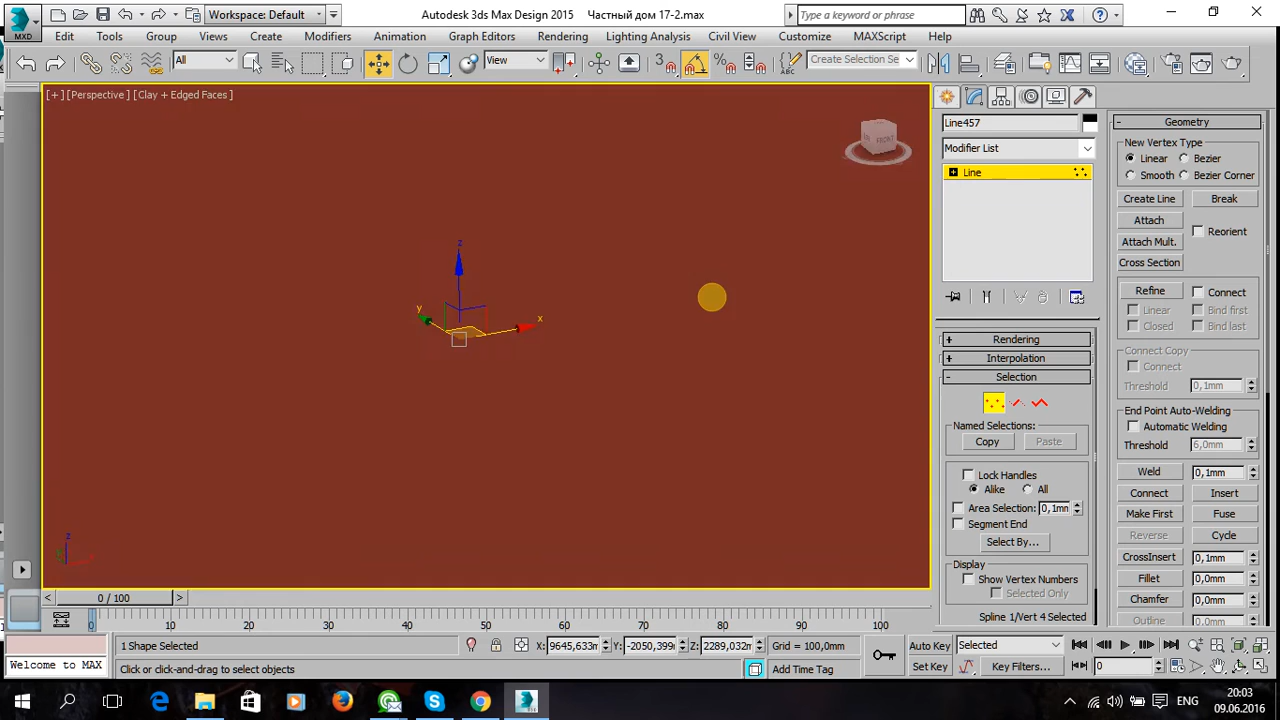 MXD
Workspace: Default
Autodesk 3ds Max Design 2015 Частный дом 17-2.max
Type a keyword or phrase
Edit Tools Group Views Create Modifiers Animation Graph Editors Rendering Lighting Analysis Civil View Customize MAXScript Help
All
View
3
Create Selection Se
[+] [Perspective ] [Clay + Edged Faces ]
FRONT
z
y
x
z
Line457
Modifier List
Line
Rendering
Interpolation
Selection
Named Selections:
Copy Paste
Lock Handles
Alike All
Area Selection: 0,1mm
Segment End
Select By...
Display
Show Vertex Numbers
Selected Only
Spline 1/Vert 4 Selected
Geometry
New Vertex Type
Linear Bezier
Smooth Bezier Corner
Create Line Break
Attach
Reorient
Attach Mult.
Cross Section
Refine Connect
Linear Bind first
Closed Bind last
Connect Copy
Connect
Threshold 0,1mm
End Point Auto-Welding
Automatic Welding
Threshold 6,0mm
Weld 0,1mm
Connect Insert
Make First Fuse
Reverse Cycle
CrossInsert 0,1mm
Fillet 0,0mm
Chamfer 0,0mm
Outline 0,0mm
0 / 100
0 10 20 30 40 50 60 70 80 90 100
1 Shape Selected
X: 9645,633m Y: -2050,399m Z: 2289,032m Grid = 100,0mm
Auto Key Selected
Welcome to MAX
Click or click-and-drag to select objects
Add Time Tag
Set Key Key Filters...
0
ENG
20:03
09.06.2016